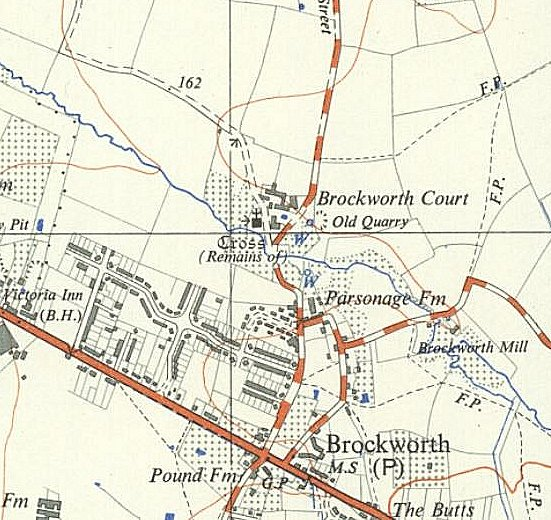 Street
162
F.P.
F.P.
Brockworth Court
Old Quarry
Pit
W
Cross
(Remains of)
W
Victoria Inn
(B.H.)
Parsonage Fm
Brockworth Mill
F.P.
Brockworth
M.S (P)
Pound Fm
G.P
Fm
The Butts
F.P.